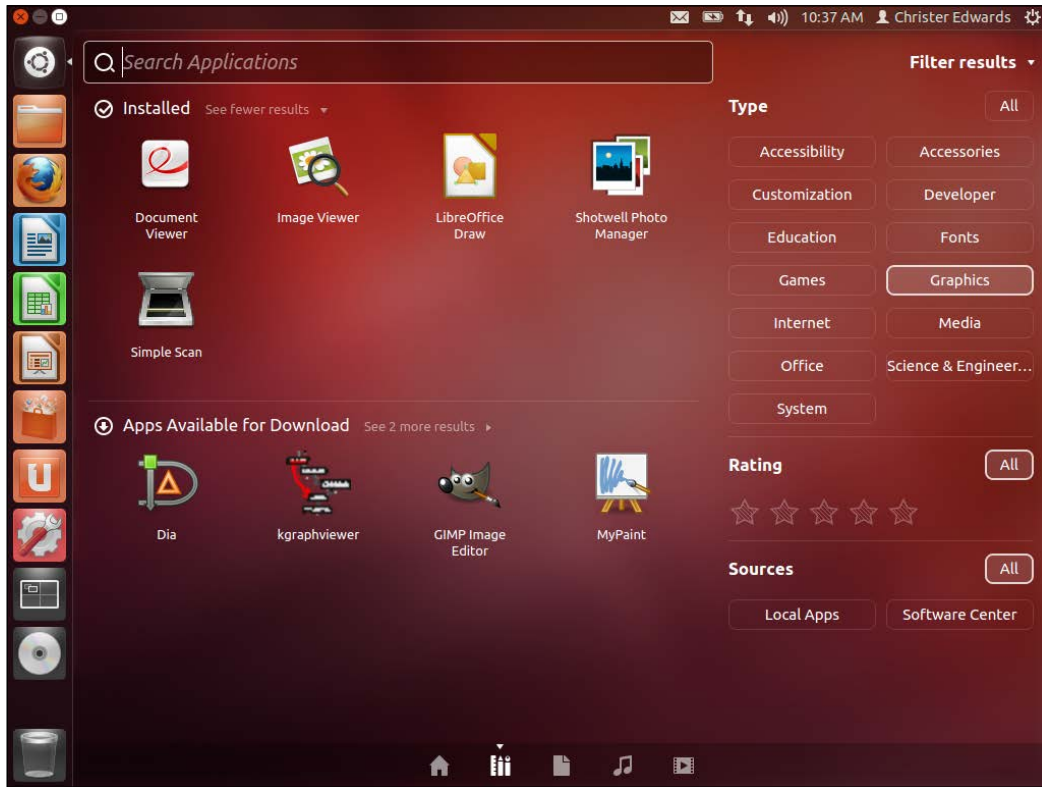 10:37 AM Christer Edwards
Search Applications
Filter results
Installed See fewer results
Document
Viewer
Image Viewer
LibreOffice
Draw
Shotwell Photo
Manager
Simple Scan
Apps Available for Download See 2 more results
Dia
kgraphviewer
GIMP Image
Editor
MyPaint
Type All
Accessibility Accessories
Customization Developer
Education Fonts
Games Graphics
Internet Media
Office Science & Engineer...
System
Rating All
Sources All
Local Apps Software Center